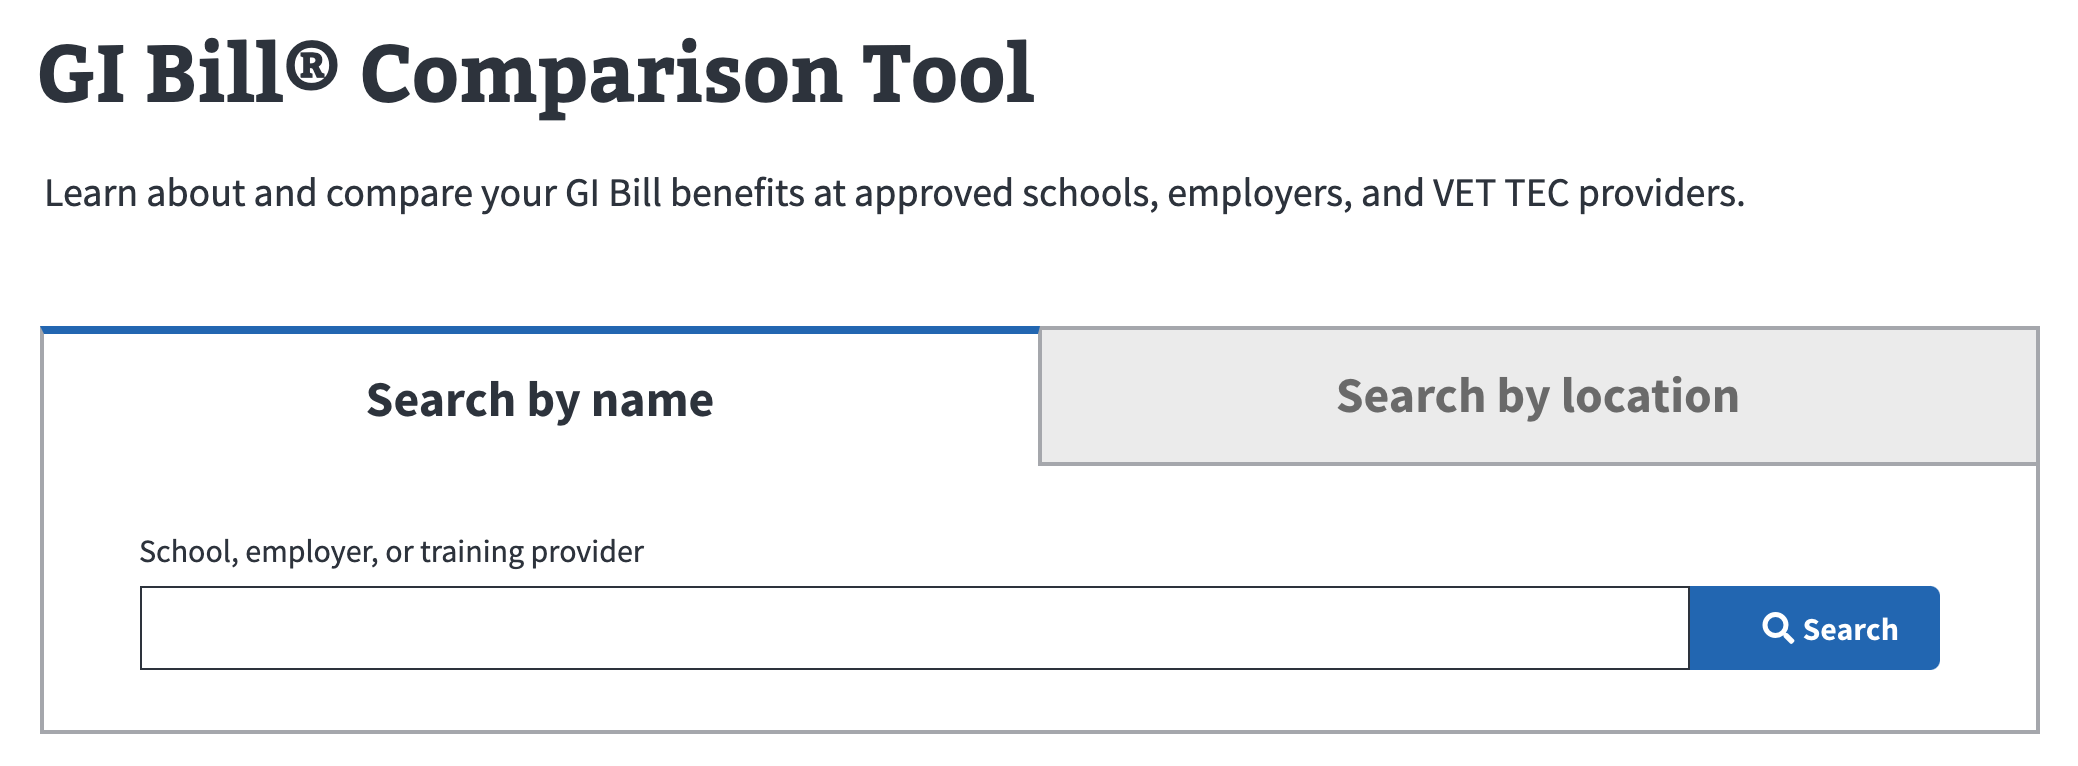 GI Bill® Comparison Tool
Learn about and compare your GI Bill benefits at approved schools, employers, and VET TEC providers.
Search by name
Search by location
School, employer, or training provider
Search